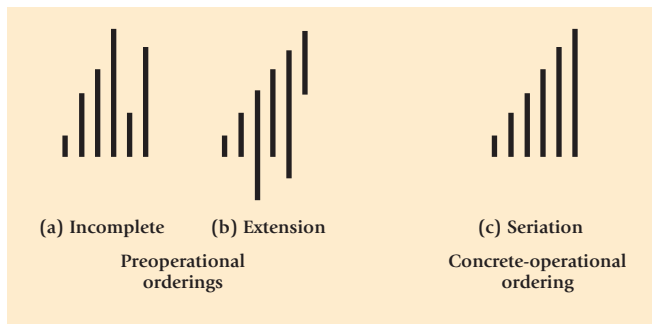 (a) Incomplete
(b) Extension
Preoperational
orderings
(c) Seriation
Concrete-operational
ordering